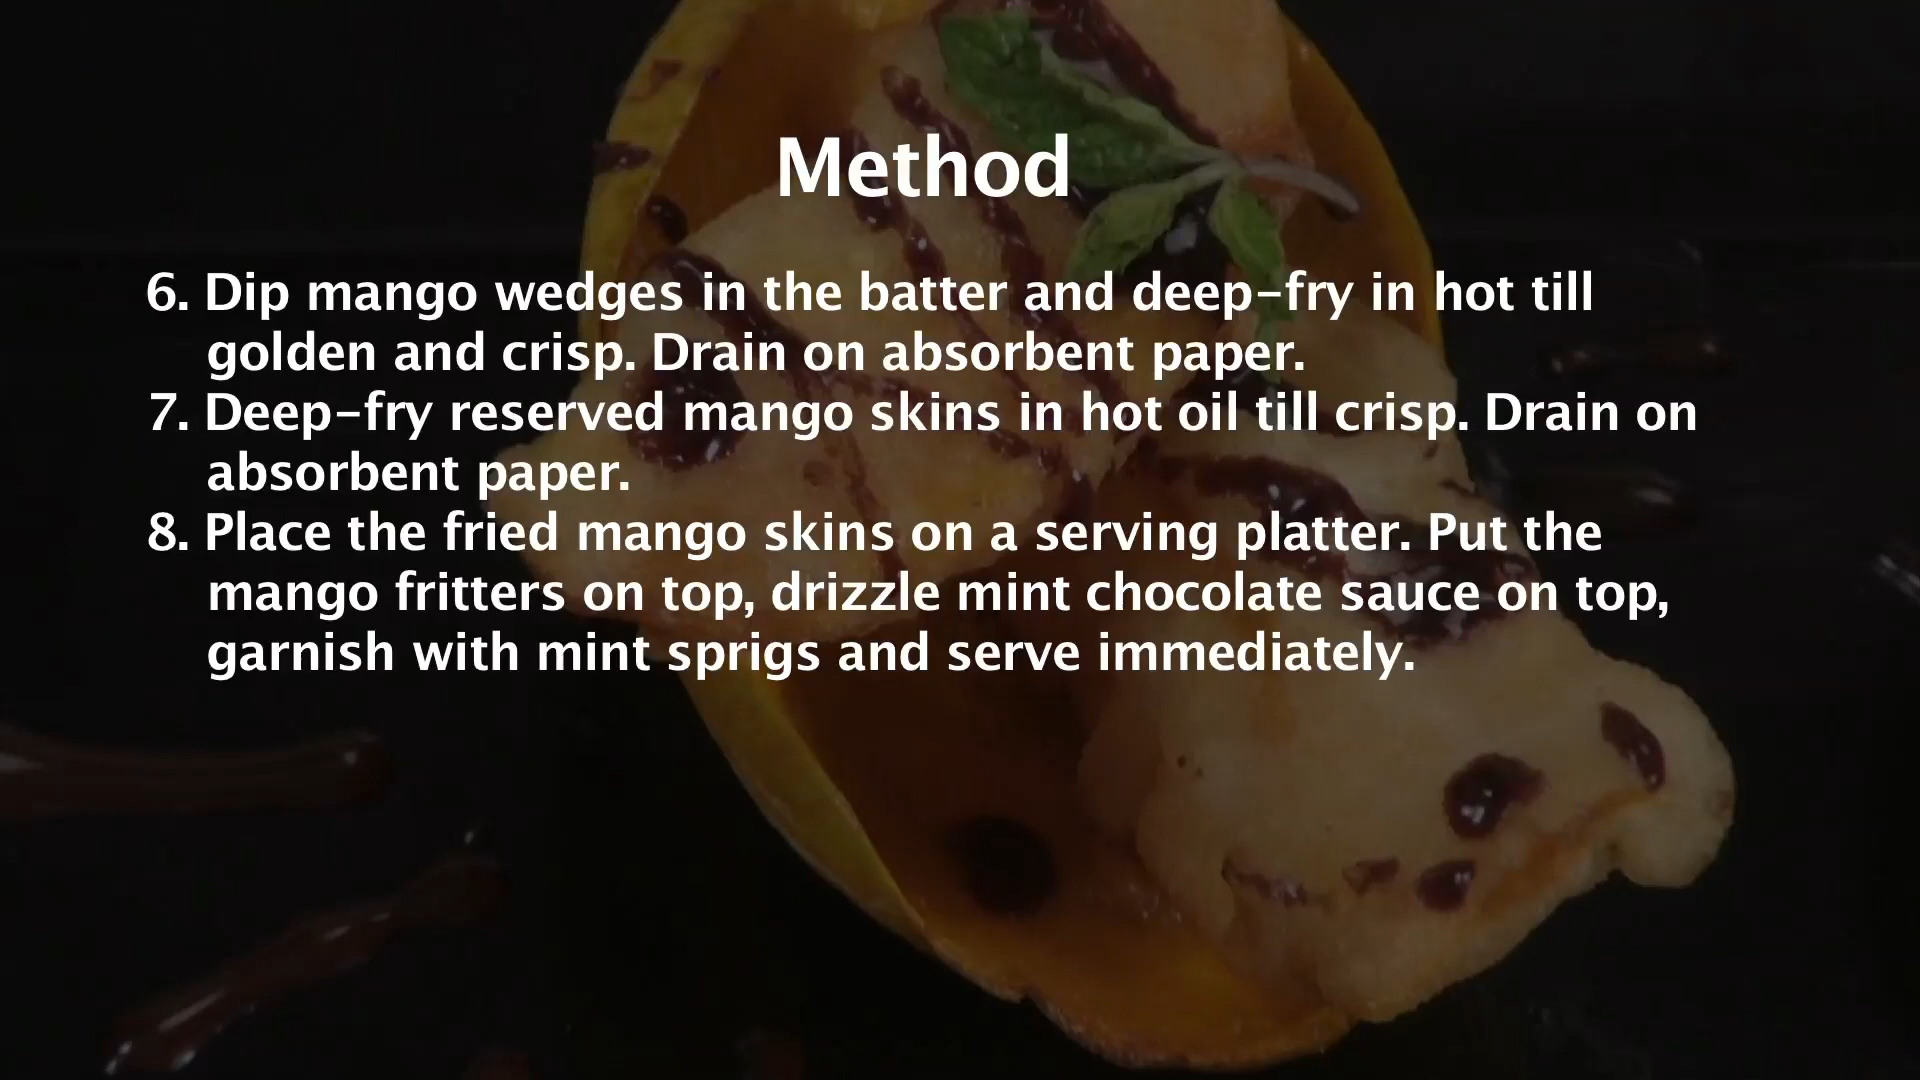 Method
6. Dip mango wedges in the batter and deep-fry in hot till
golden and crisp. Drain on absorbent paper.
7. Deep-fry reserved mango skins in hot oil till crisp. Drain on
absorbent paper.
8. Place the fried mango skins on a serving platter. Put the
mango fritters on top, drizzle mint chocolate sauce on top,
garnish with mint sprigs and serve immediately.